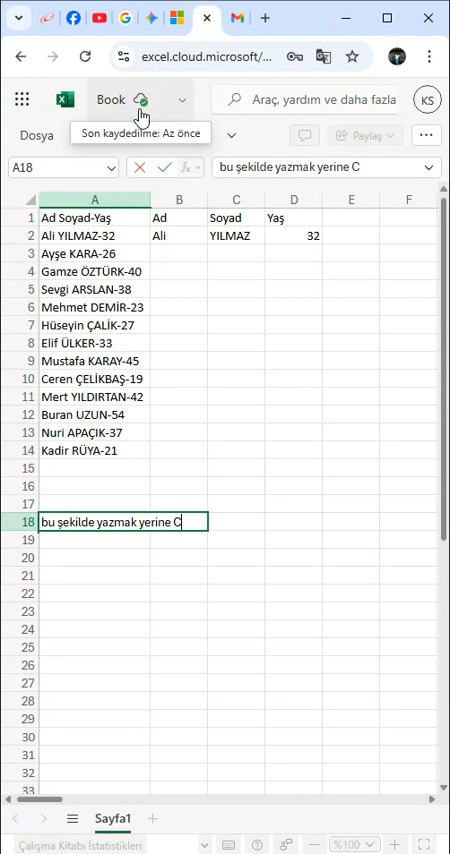 excel.cloud.microsoft/...
Book
Araç, yardım ve daha fazla
KS
Dosya
Son kaydedilme: Az önce
Paylaş
A18
fx
bu şekilde yazmak yerine C
A B C D E F
1 Ad Soyad-Yaş Ad Soyad Yaş
2 Ali YILMAZ-32 Ali YILMAZ 32
3 Ayşe KARA-26
4 Gamze ÖZTÜRK-40
5 Sevgi ARSLAN-38
6 Mehmet DEMİR-23
7 Hüseyin ÇALİK-27
8 Elif ÜLKER-33
9 Mustafa KARAY-45
10 Ceren ÇELİKBAŞ-19
11 Mert YILDIRTAN-42
12 Buran UZUN-54
13 Nuri APAÇIK-37
14 Kadir RÜYA-21
15
16
17
18 bu şekilde yazmak yerine C
19
20
21
22
23
24
25
26
27
28
29
30
31
32
33
Sayfa1
Çalışma Kitabı İstatistikleri
%100